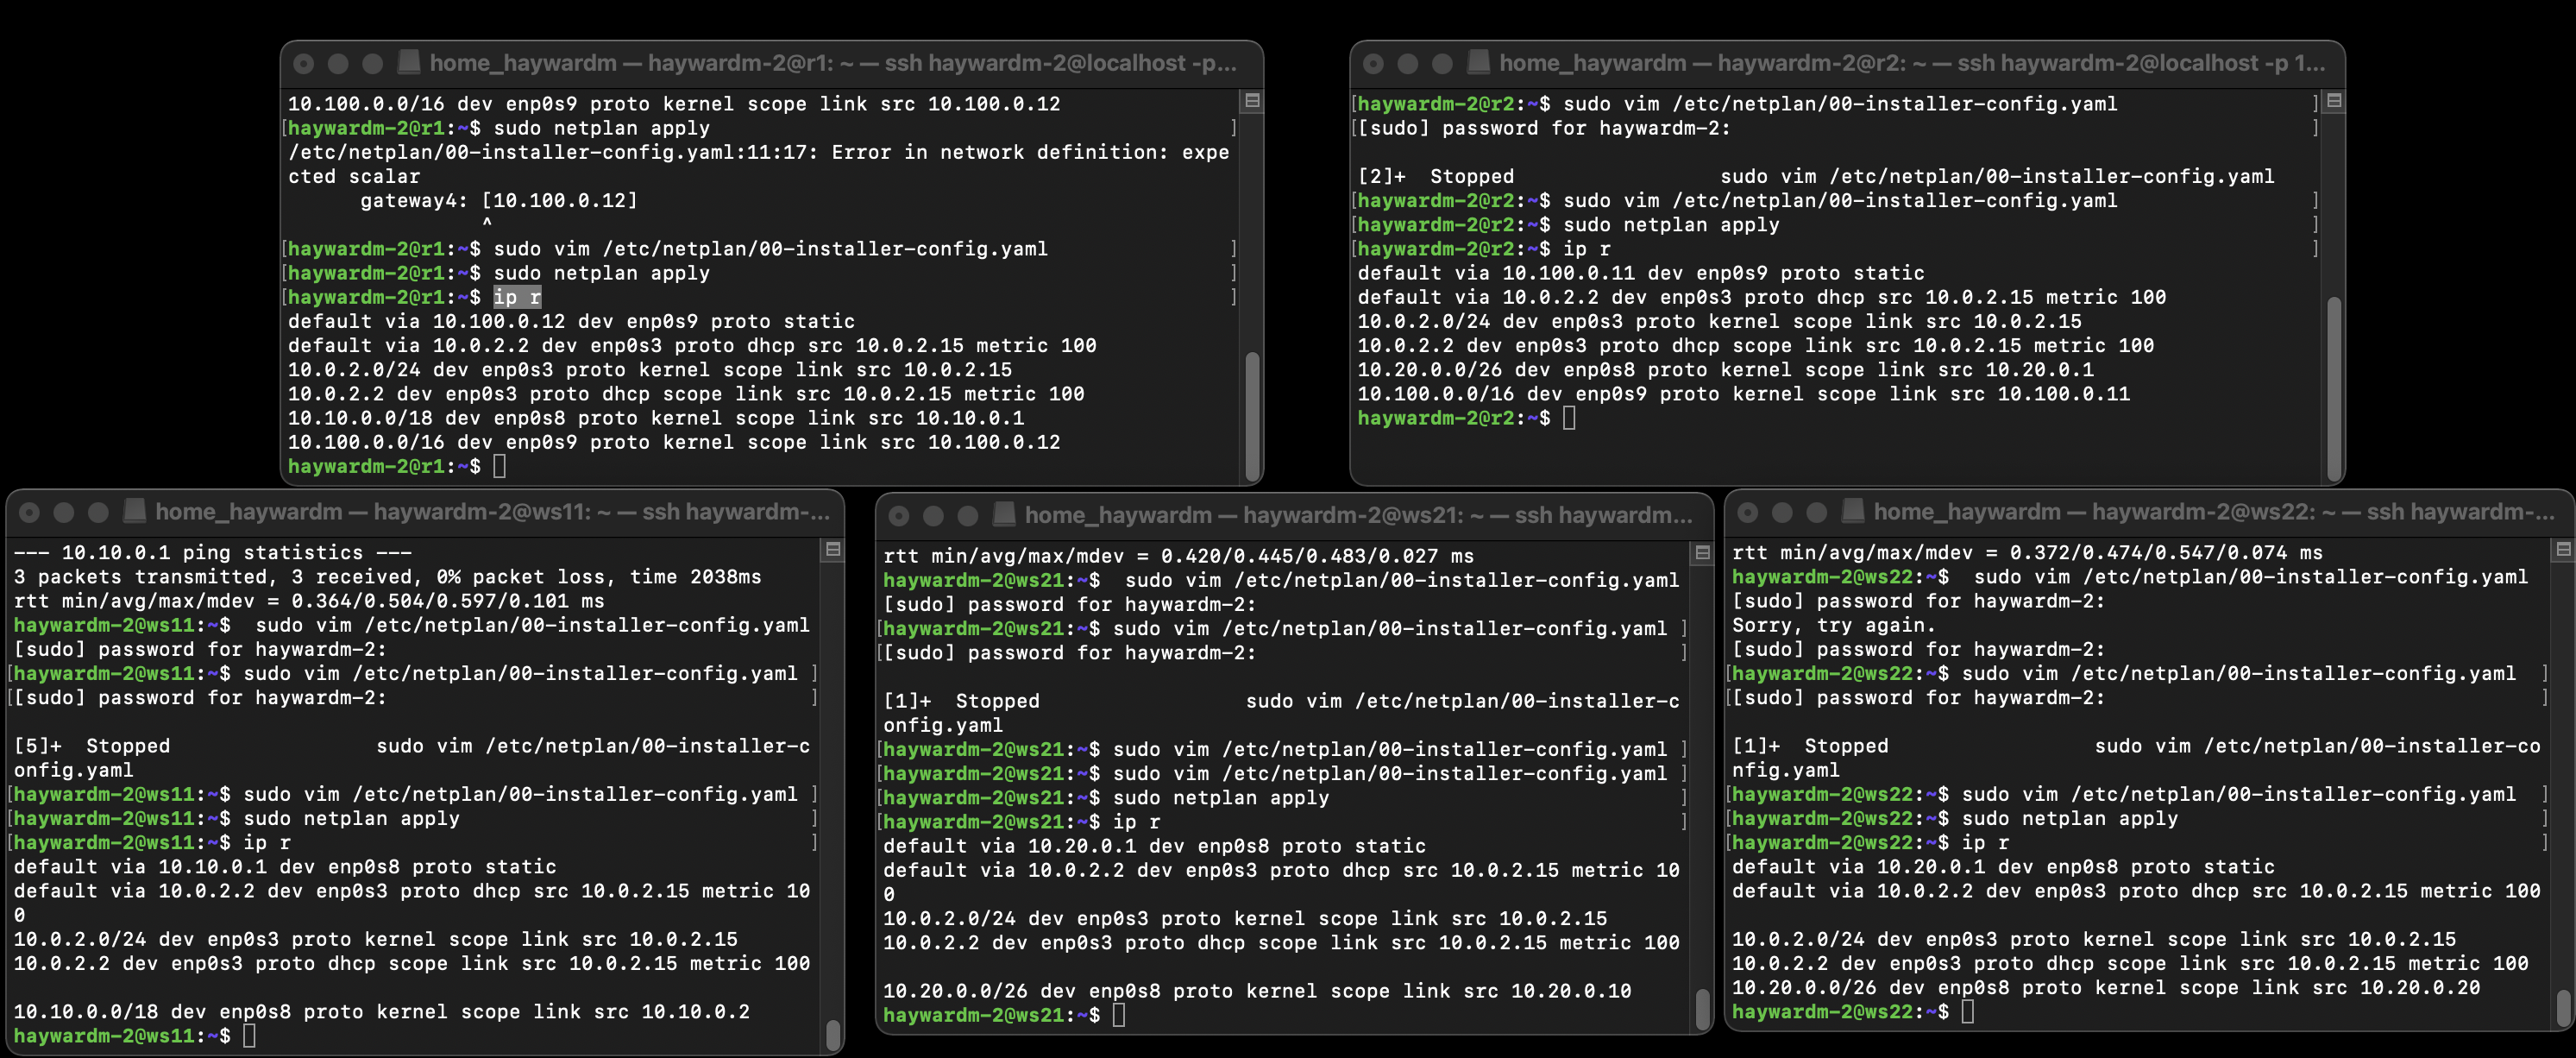 home_haywardm — haywardm-2@r1: ~ — ssh haywardm-2@localhost -p...
10.100.0.0/16 dev enp0s9 proto kernel scope link src 10.100.0.12
[haywardm-2@r1:~$ sudo netplan apply ]
/etc/netplan/00-installer-config.yaml:11:17: Error in network definition: expe
cted scalar
      gateway4: [10.100.0.12]
                ^
[haywardm-2@r1:~$ sudo vim /etc/netplan/00-installer-config.yaml ]
[haywardm-2@r1:~$ sudo netplan apply ]
[haywardm-2@r1:~$ ip r ]
default via 10.100.0.12 dev enp0s9 proto static
default via 10.0.2.2 dev enp0s3 proto dhcp src 10.0.2.15 metric 100
10.0.2.0/24 dev enp0s3 proto kernel scope link src 10.0.2.15
10.0.2.2 dev enp0s3 proto dhcp scope link src 10.0.2.15 metric 100
10.10.0.0/18 dev enp0s8 proto kernel scope link src 10.10.0.1
10.100.0.0/16 dev enp0s9 proto kernel scope link src 10.100.0.12
haywardm-2@r1:~$
home_haywardm — haywardm-2@r2: ~ — ssh haywardm-2@localhost -p 1...
[haywardm-2@r2:~$ sudo vim /etc/netplan/00-installer-config.yaml ]
[[sudo] password for haywardm-2: ]
[2]+  Stopped                 sudo vim /etc/netplan/00-installer-config.yaml
[haywardm-2@r2:~$ sudo vim /etc/netplan/00-installer-config.yaml ]
[haywardm-2@r2:~$ sudo netplan apply ]
[haywardm-2@r2:~$ ip r ]
default via 10.100.0.11 dev enp0s9 proto static
default via 10.0.2.2 dev enp0s3 proto dhcp src 10.0.2.15 metric 100
10.0.2.0/24 dev enp0s3 proto kernel scope link src 10.0.2.15
10.0.2.2 dev enp0s3 proto dhcp scope link src 10.0.2.15 metric 100
10.20.0.0/26 dev enp0s8 proto kernel scope link src 10.20.0.1
10.100.0.0/16 dev enp0s9 proto kernel scope link src 10.100.0.11
haywardm-2@r2:~$
home_haywardm — haywardm-2@ws11: ~ — ssh haywardm-...
--- 10.10.0.1 ping statistics ---
3 packets transmitted, 3 received, 0% packet loss, time 2038ms
rtt min/avg/max/mdev = 0.364/0.504/0.597/0.101 ms
haywardm-2@ws11:~$  sudo vim /etc/netplan/00-installer-config.yaml
[sudo] password for haywardm-2:
[haywardm-2@ws11:~$ sudo vim /etc/netplan/00-installer-config.yaml ]
[[sudo] password for haywardm-2: ]
[5]+  Stopped                 sudo vim /etc/netplan/00-installer-c
onfig.yaml
[haywardm-2@ws11:~$ sudo vim /etc/netplan/00-installer-config.yaml ]
[haywardm-2@ws11:~$ sudo netplan apply ]
[haywardm-2@ws11:~$ ip r ]
default via 10.10.0.1 dev enp0s8 proto static
default via 10.0.2.2 dev enp0s3 proto dhcp src 10.0.2.15 metric 10
0
10.0.2.0/24 dev enp0s3 proto kernel scope link src 10.0.2.15
10.0.2.2 dev enp0s3 proto dhcp scope link src 10.0.2.15 metric 100
10.10.0.0/18 dev enp0s8 proto kernel scope link src 10.10.0.2
haywardm-2@ws11:~$
home_haywardm — haywardm-2@ws21: ~ — ssh haywardm...
rtt min/avg/max/mdev = 0.420/0.445/0.483/0.027 ms
haywardm-2@ws21:~$  sudo vim /etc/netplan/00-installer-config.yaml
[sudo] password for haywardm-2:
[haywardm-2@ws21:~$ sudo vim /etc/netplan/00-installer-config.yaml ]
[[sudo] password for haywardm-2: ]
[1]+  Stopped                 sudo vim /etc/netplan/00-installer-c
onfig.yaml
[haywardm-2@ws21:~$ sudo vim /etc/netplan/00-installer-config.yaml ]
[haywardm-2@ws21:~$ sudo vim /etc/netplan/00-installer-config.yaml ]
[haywardm-2@ws21:~$ sudo netplan apply ]
[haywardm-2@ws21:~$ ip r ]
default via 10.20.0.1 dev enp0s8 proto static
default via 10.0.2.2 dev enp0s3 proto dhcp src 10.0.2.15 metric 10
0
10.0.2.0/24 dev enp0s3 proto kernel scope link src 10.0.2.15
10.0.2.2 dev enp0s3 proto dhcp scope link src 10.0.2.15 metric 100
10.20.0.0/26 dev enp0s8 proto kernel scope link src 10.20.0.10
haywardm-2@ws21:~$
home_haywardm — haywardm-2@ws22: ~ — ssh haywardm-...
rtt min/avg/max/mdev = 0.372/0.474/0.547/0.074 ms
haywardm-2@ws22:~$  sudo vim /etc/netplan/00-installer-config.yaml
[sudo] password for haywardm-2:
Sorry, try again.
[sudo] password for haywardm-2:
[haywardm-2@ws22:~$ sudo vim /etc/netplan/00-installer-config.yaml ]
[[sudo] password for haywardm-2: ]
[1]+  Stopped                 sudo vim /etc/netplan/00-installer-co
nfig.yaml
[haywardm-2@ws22:~$ sudo vim /etc/netplan/00-installer-config.yaml ]
[haywardm-2@ws22:~$ sudo netplan apply ]
[haywardm-2@ws22:~$ ip r ]
default via 10.20.0.1 dev enp0s8 proto static
default via 10.0.2.2 dev enp0s3 proto dhcp src 10.0.2.15 metric 100
10.0.2.0/24 dev enp0s3 proto kernel scope link src 10.0.2.15
10.0.2.2 dev enp0s3 proto dhcp scope link src 10.0.2.15 metric 100
10.20.0.0/26 dev enp0s8 proto kernel scope link src 10.20.0.20
haywardm-2@ws22:~$